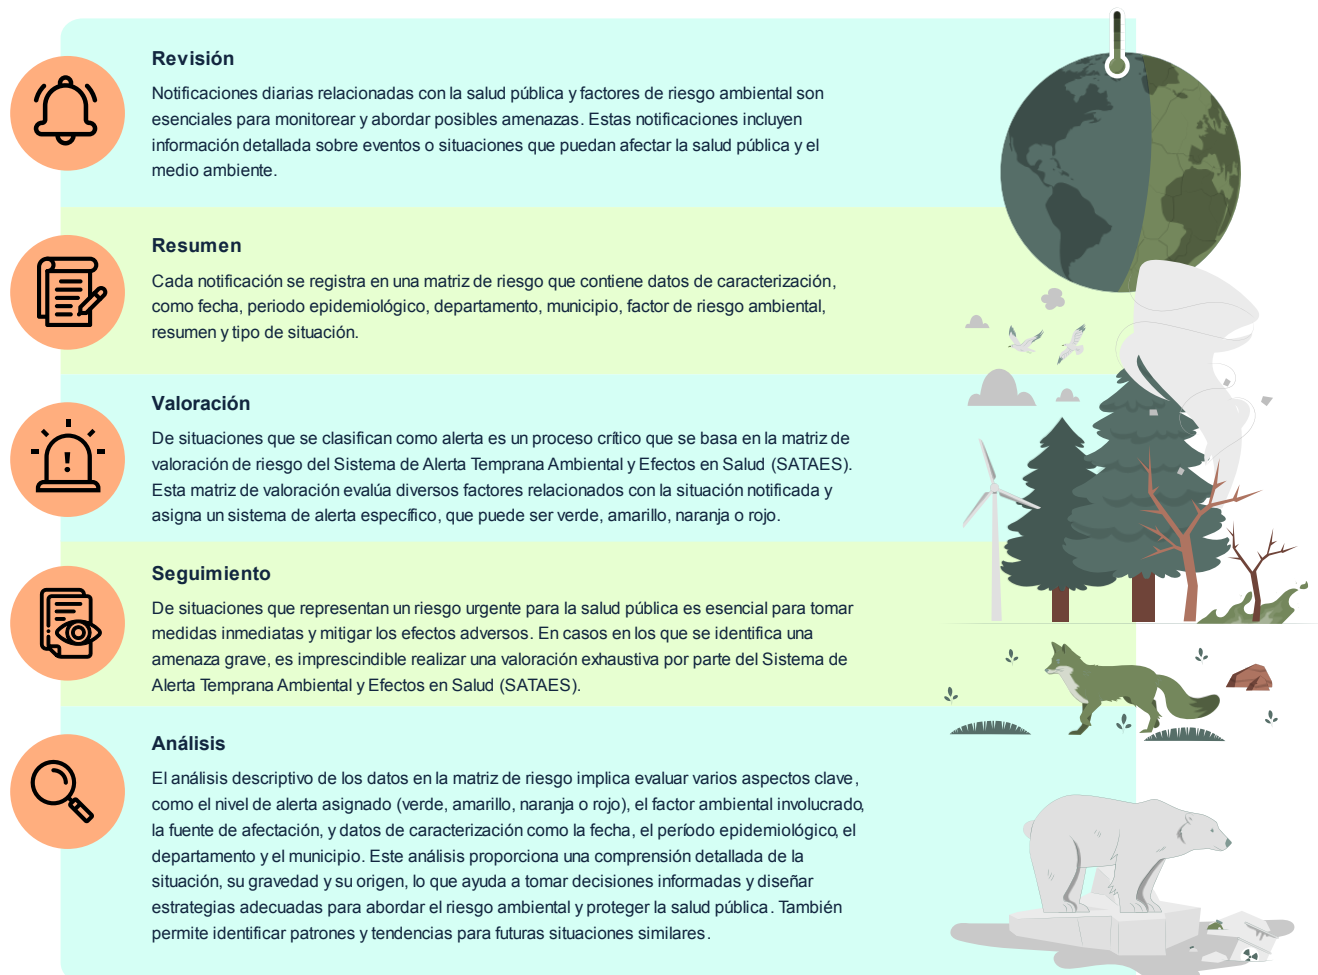 Revisión
Notificaciones diarias relacionadas con la salud pública y factores de riesgo ambiental son
esenciales para monitorear y abordar posibles amenazas. Estas notificaciones incluyen
información detallada sobre eventos o situaciones que puedan afectar la salud pública y el
medio ambiente.
Resumen
Cada notificación se registra en una matriz de riesgo que contiene datos de caracterización,
como fecha, periodo epidemiológico, departamento, municipio, factor de riesgo ambiental,
resumen y tipo de situación.
Valoración
De situaciones que se clasifican como alerta es un proceso crítico que se basa en la matriz de
valoración de riesgo del Sistema de Alerta Temprana Ambiental y Efectos en Salud (SATAES).
Esta matriz de valoración evalúa diversos factores relacionados con la situación notificada y
asigna un sistema de alerta específico, que puede ser verde, amarillo, naranja o rojo.
Seguimiento
De situaciones que representan un riesgo urgente para la salud pública es esencial para tomar
medidas inmediatas y mitigar los efectos adversos. En casos en los que se identifica una
amenaza grave, es imprescindible realizar una valoración exhaustiva por parte del Sistema de
Alerta Temprana Ambiental y Efectos en Salud (SATAES).
Análisis
El análisis descriptivo de los datos en la matriz de riesgo implica evaluar varios aspectos clave,
como el nivel de alerta asignado (verde, amarillo, naranja o rojo), el factor ambiental involucrado,
la fuente de afectación, y datos de caracterización como la fecha, el período epidemiológico, el
departamento y el municipio. Este análisis proporciona una comprensión detallada de la
situación, su gravedad y su origen, lo que ayuda a tomar decisiones informadas y diseñar
estrategias adecuadas para abordar el riesgo ambiental y proteger la salud pública. También
permite identificar patrones y tendencias para futuras situaciones similares.